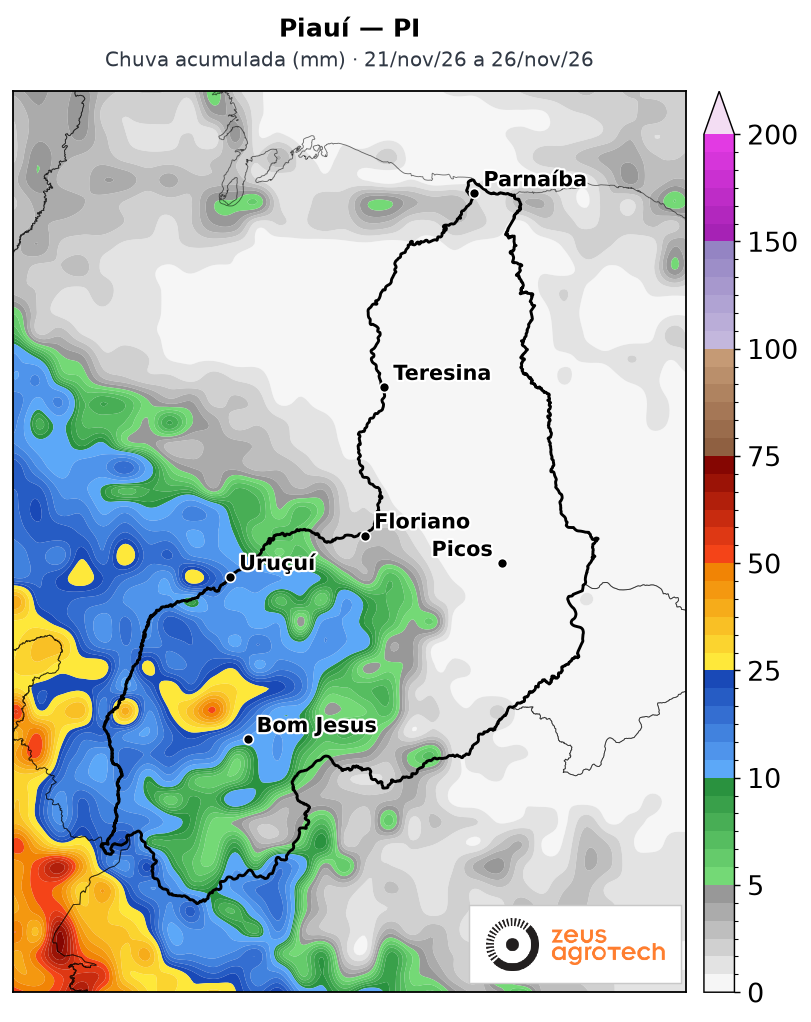 Piauí — PI
Chuva acumulada (mm) · 21/nov/26 a 26/nov/26
Parnaíba
Teresina
Floriano
Picos
Uruçuí
Bom Jesus
200
150
100
75
50
25
10
5
0
zeus
agrotech